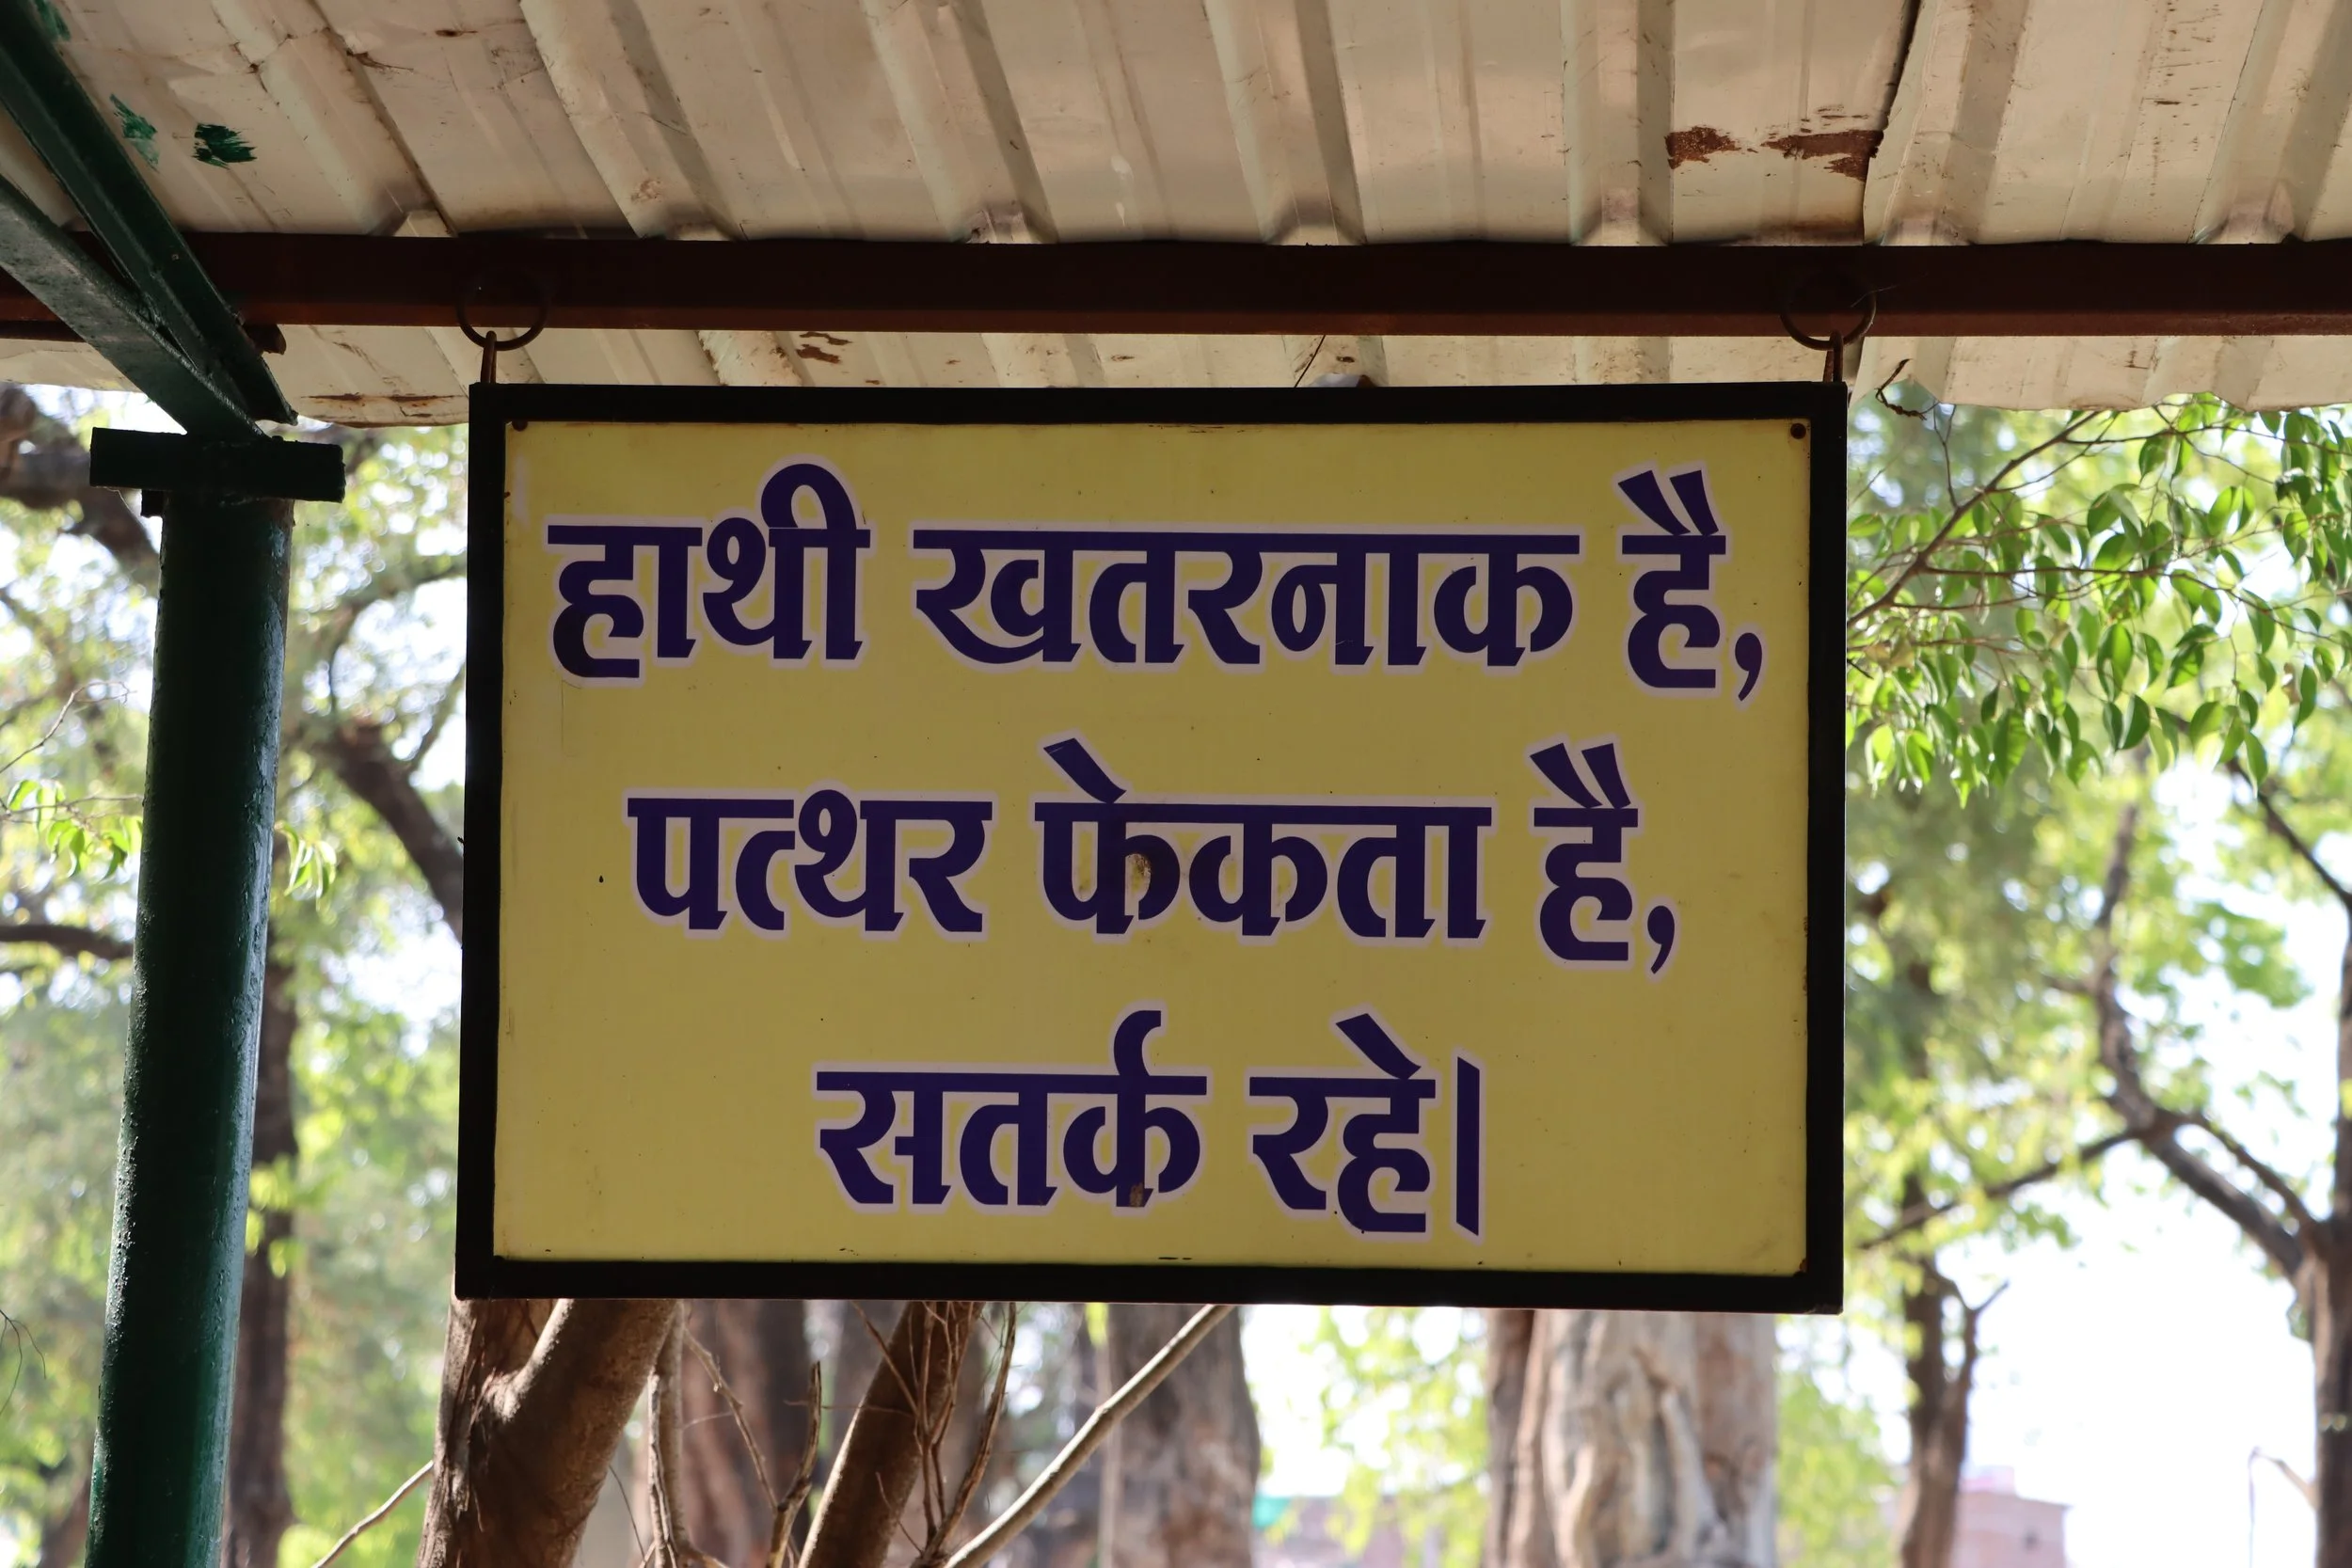 हाथी खतरनाक है,
पत्थर फेकता है,
सतर्क रहे।